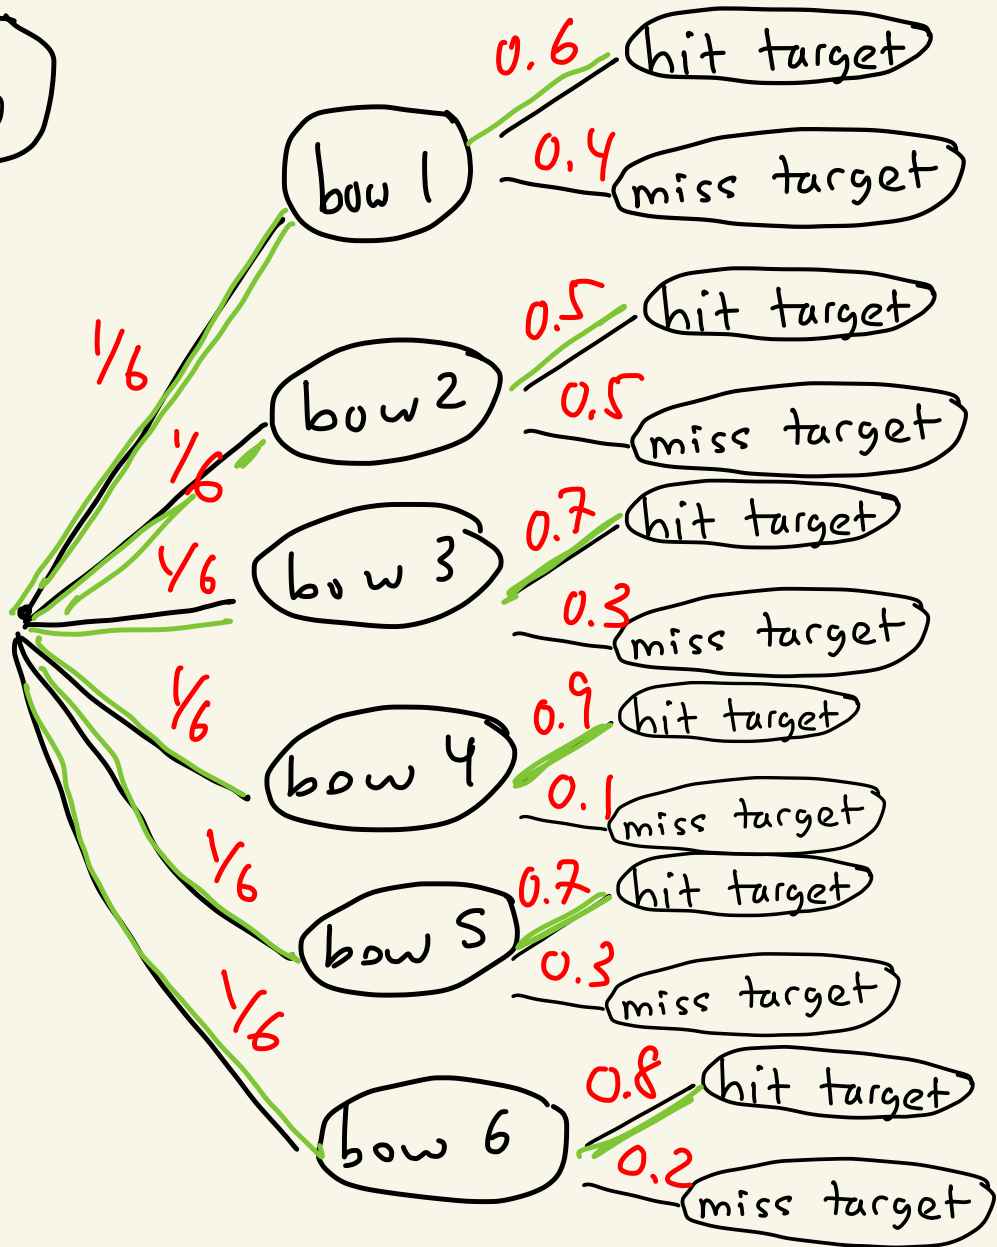 0.6
hit target
bow 1
0.4
miss target
1/6
0.5
hit target
bow 2
0.5
miss target
1/6
0.7
hit target
bow 3
1/6
0.3
miss target
1/6
0.9
hit target
bow 4
0.1
miss target
1/6
0.7
hit target
bow 5
0.3
miss target
1/6
0.8
hit target
bow 6
0.2
miss target